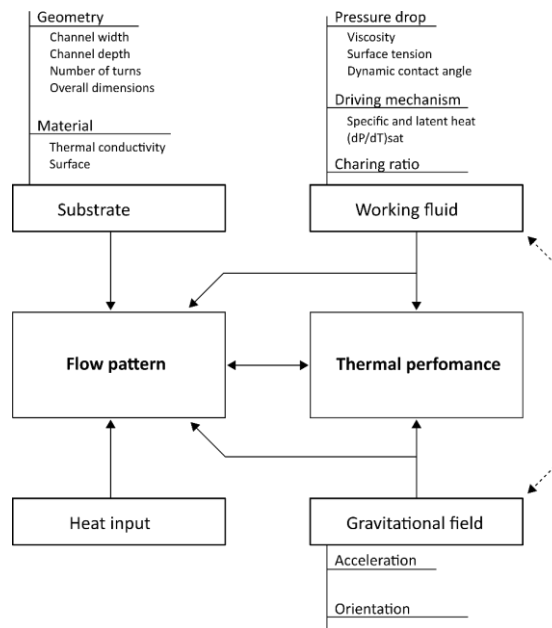 Geometry
Channel width
Channel depth
Number of turns
Overall dimensions
Material
Thermal conductivity
Surface
Substrate
Pressure drop
Viscosity
Surface tension
Dynamic contact angle
Driving mechanism
Specific and latent heat
(dP/dT)sat
Charing ratio
Working fluid
Flow pattern
Thermal perfomance
Heat input
Gravitational field
Acceleration
Orientation